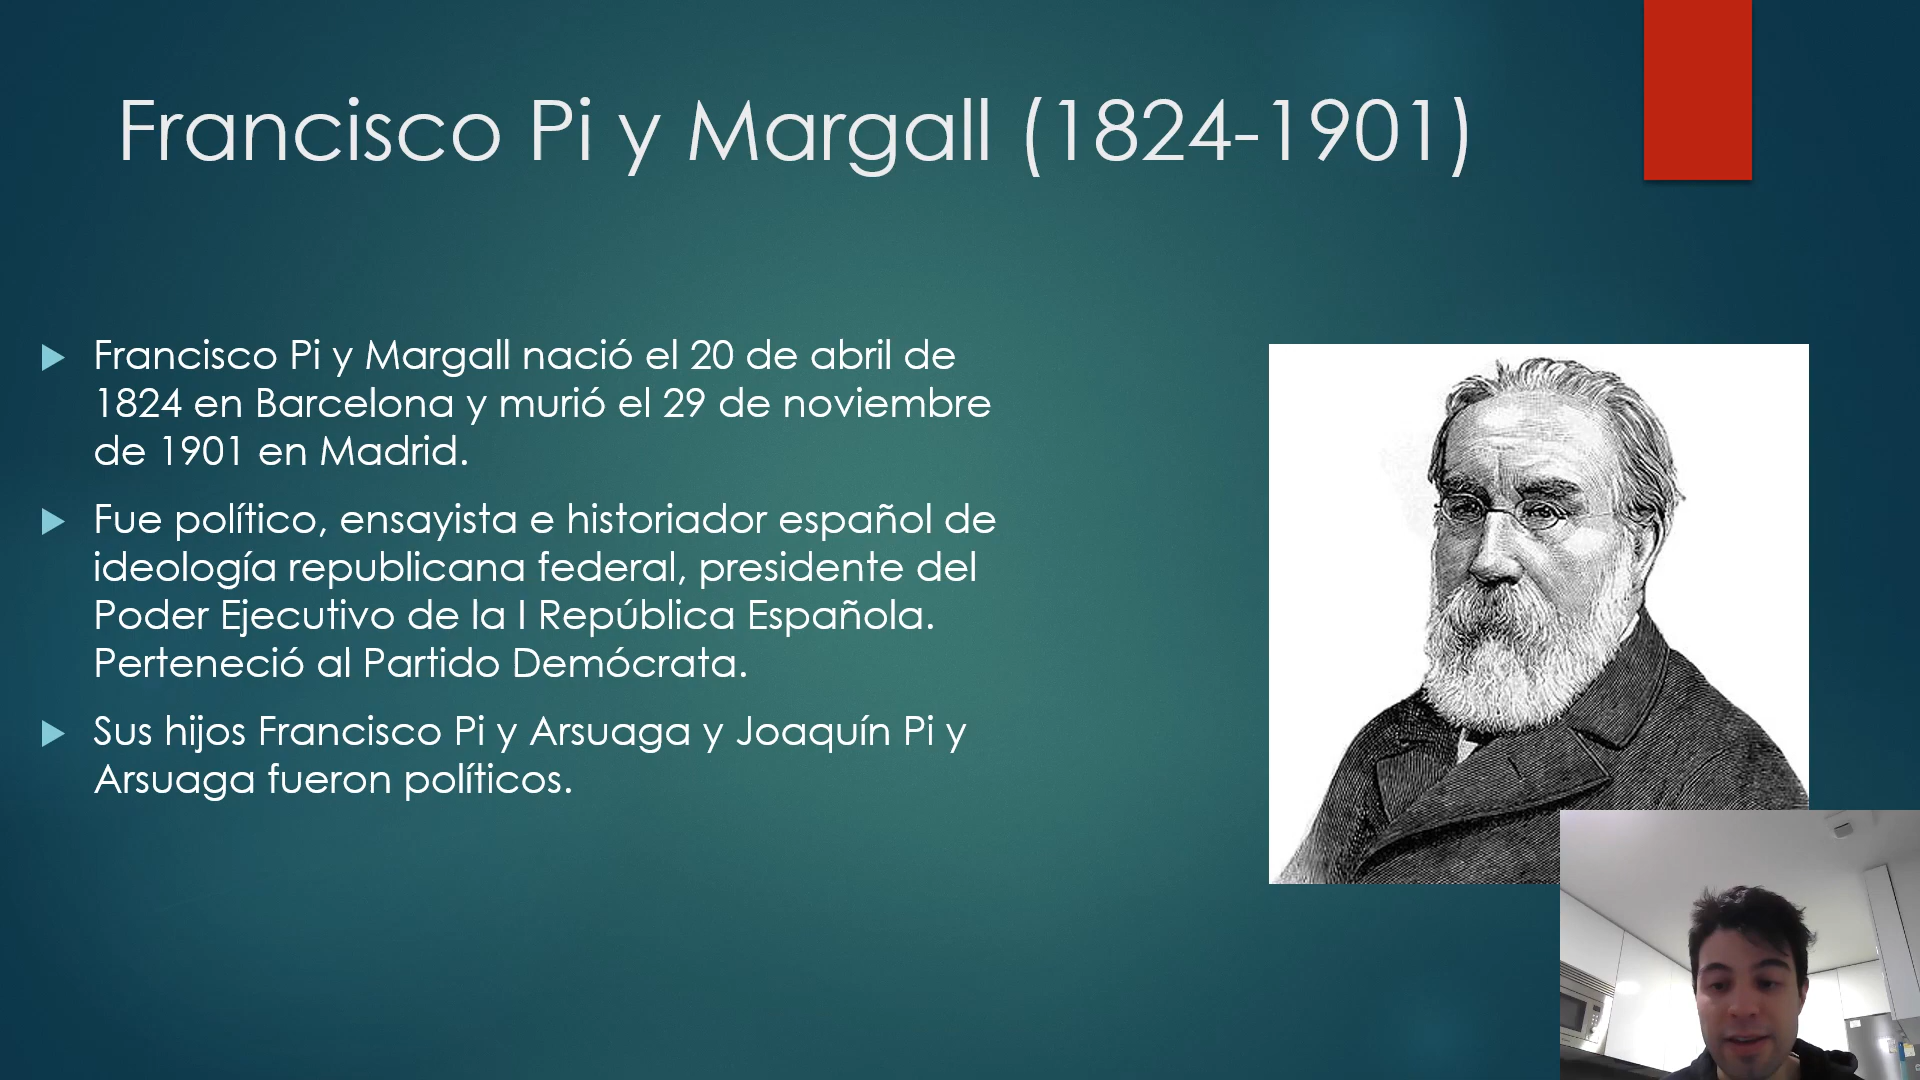 Francisco Pi y Margall (1824-1901)
Francisco Pi y Margall nació el 20 de abril de
1824 en Barcelona y murió el 29 de noviembre
de 1901 en Madrid.
Fue político, ensayista e historiador español de
ideología republicana federal, presidente del
Poder Ejecutivo de la I República Española.
Perteneció al Partido Demócrata.
Sus hijos Francisco Pi y Arsuaga y Joaquín Pi y
Arsuaga fueron políticos.